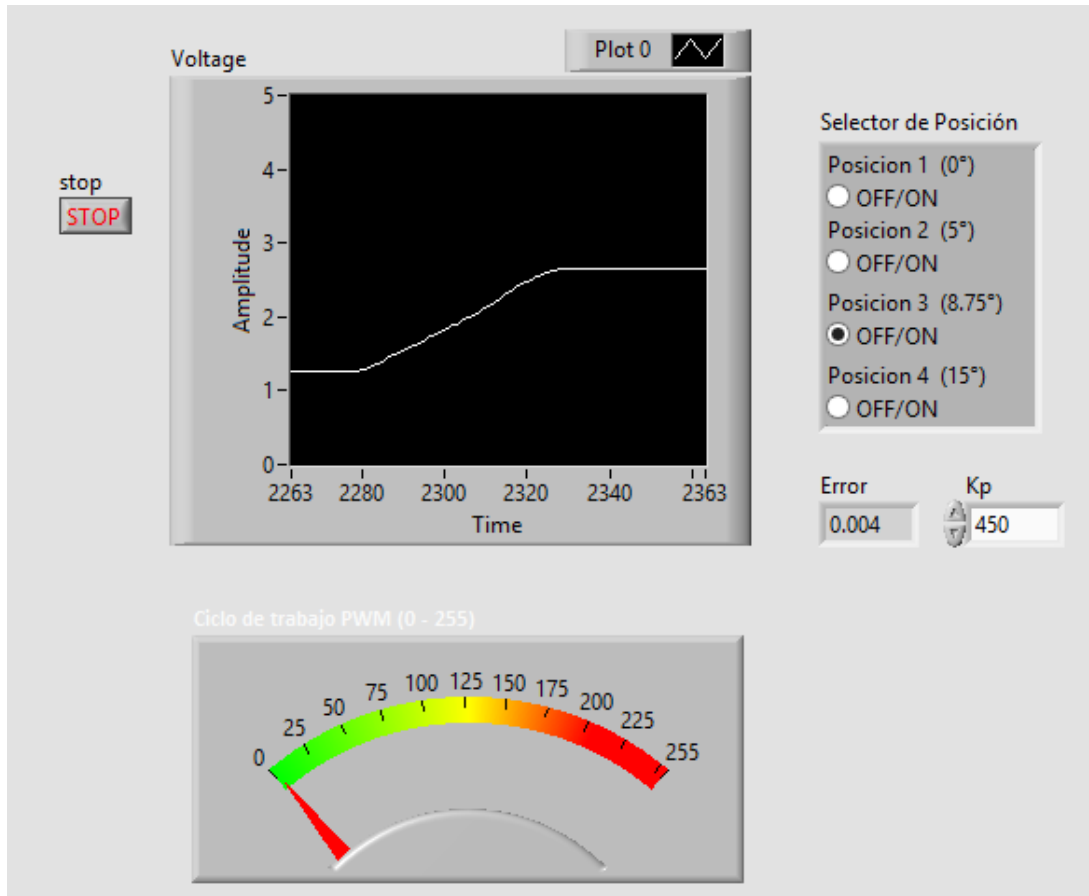 Voltage
Plot 0
5
4
3
2
1
0
Amplitude
2263 2280 2300 2320 2340 2363
Time
stop
STOP
Selector de Posición
Posicion 1 (0°)
OFF/ON
Posicion 2 (5°)
OFF/ON
Posicion 3 (8.75°)
OFF/ON
Posicion 4 (15°)
OFF/ON
Error
0.004
Kp
450
Ciclo de trabajo PWM (0 - 255)
0 25 50 75 100 125 150 175 200 225 255